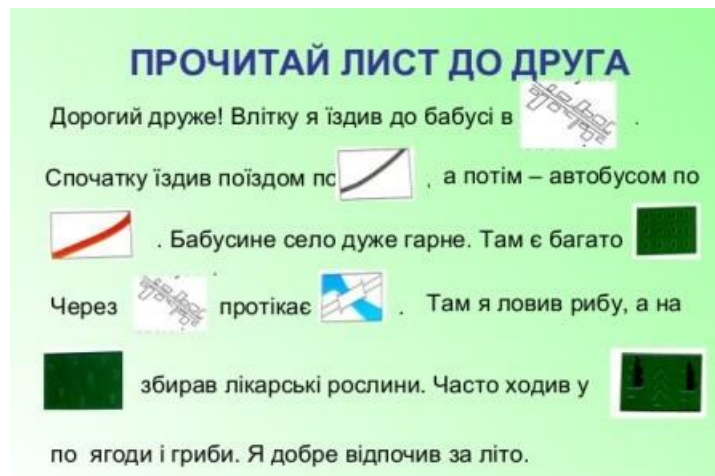 ПРОЧИТАЙ ЛИСТ ДО ДРУГА
Дорогий друже! Влітку я їздив до бабусі в .
Спочатку їздив поїздом по , а потім – автобусом по
. Бабусине село дуже гарне. Там є багато
Через протікає . Там я ловив рибу, а на
збирав лікарські рослини. Часто ходив у
по ягоди і гриби. Я добре відпочив за літо.